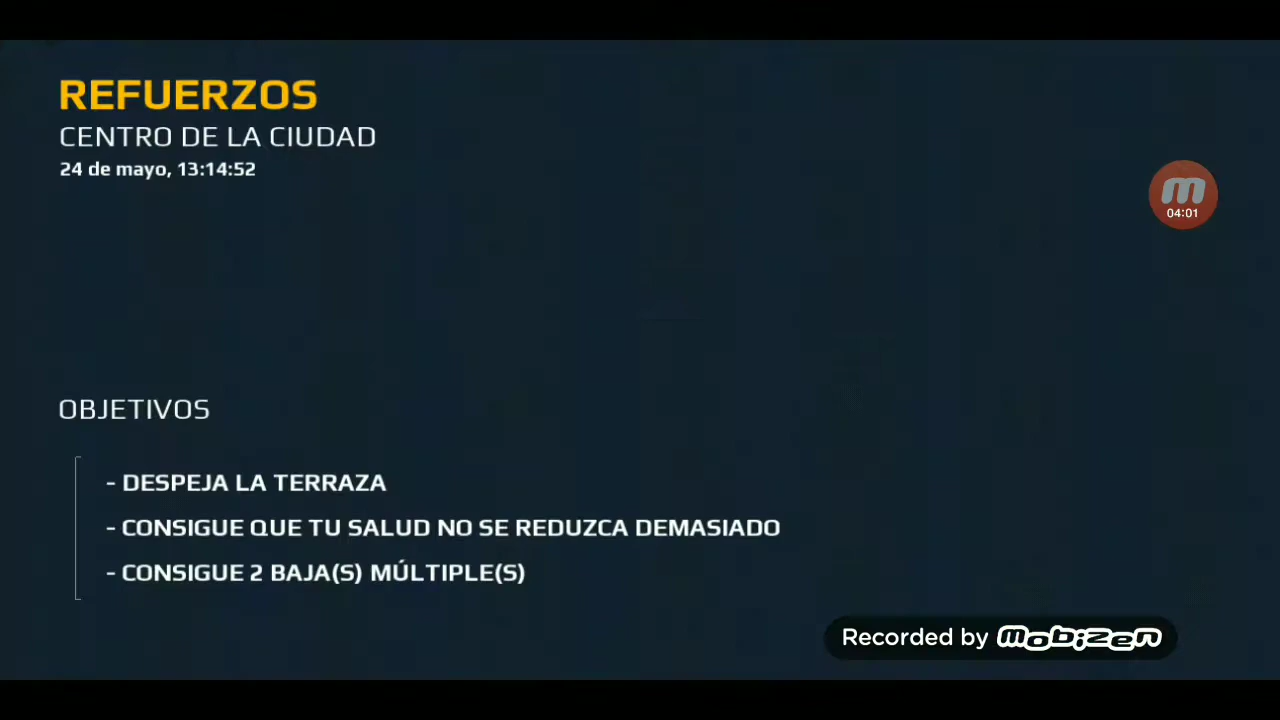 REFUERZOS
CENTRO DE LA CIUDAD
24 de mayo, 13:14:52
m
04:01
OBJETIVOS
- DESPEJA LA TERRAZA
- CONSIGUE QUE TU SALUD NO SE REDUZCA DEMASIADO
- CONSIGUE 2 BAJA(S) MÚLTIPLE(S)
Recorded by mobizen